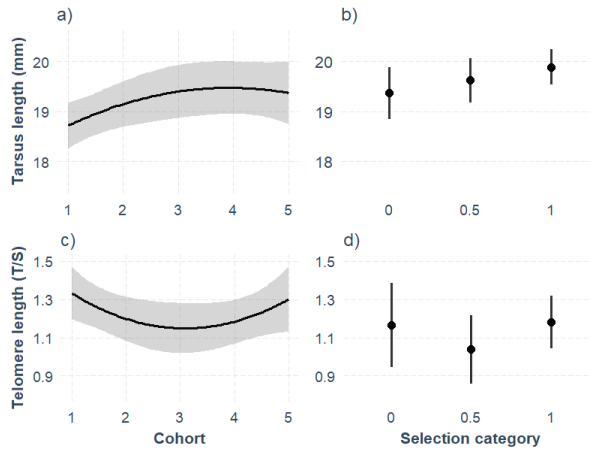 a)
b)
Tarsus length (mm)
20
19
18
1 2 3 4 5
20
19
18
0 0.5 1
c)
d)
Telomere length (T/S)
1.5
1.3
1.1
0.9
1 2 3 4 5
Cohort
1.5
1.3
1.1
0.9
0 0.5 1
Selection category